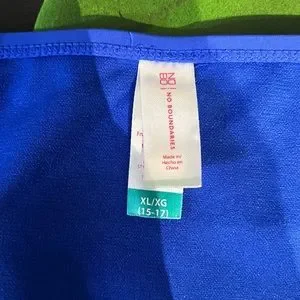 NO BOUNDARIES
Made in/
Hecho en
China
XL/XG
(15-17)